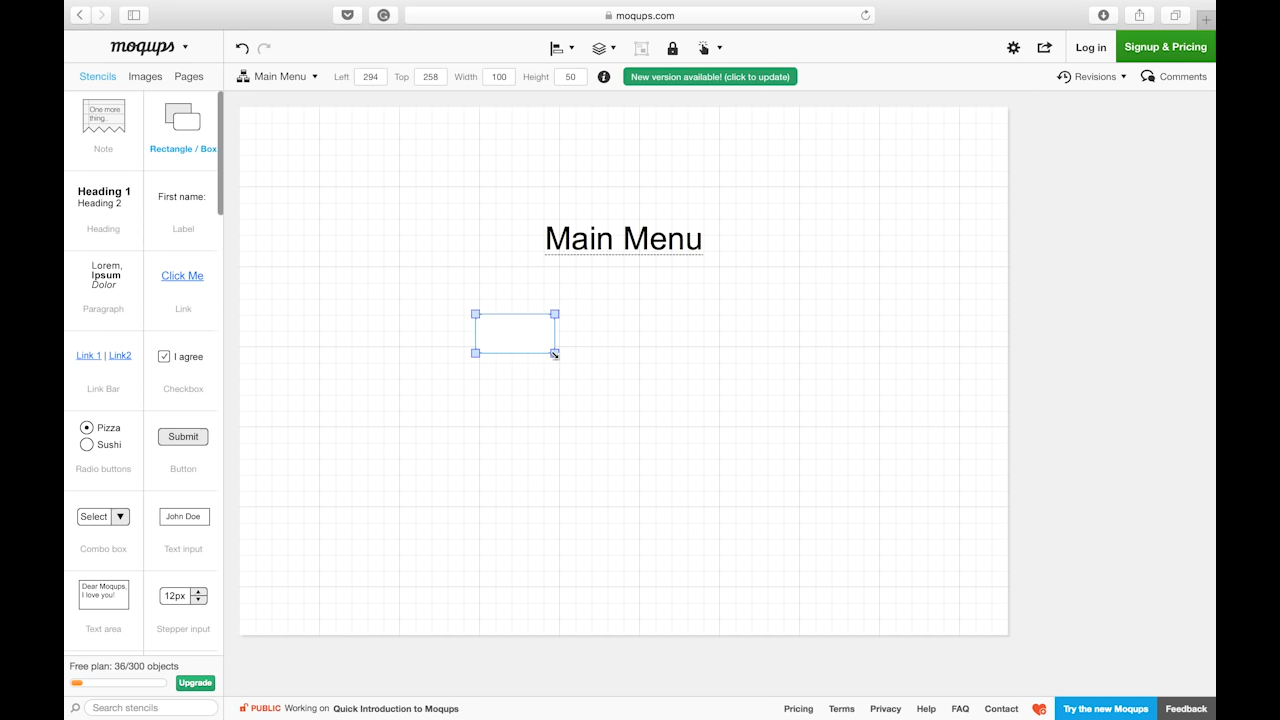 moqups.com
moqups
Log in
Signup & Pricing
Stencils
Images
Pages
Main Menu
Left 294
Top 258
Width 100
Height 50
New version available! (click to update)
Revisions
Comments
One more
thing..
Note
Rectangle / Box
Heading 1
Heading 2
Heading
First name:
Label
Lorem,
Ipsum
Dolor
Paragraph
Click Me
Link
Link 1 | Link2
Link Bar
I agree
Checkbox
Pizza
Sushi
Radio buttons
Submit
Button
Select
Combo box
John Doe
Text input
Dear Moqups,
I love you!
Text area
12px
Stepper input
Main Menu
Free plan: 36/300 objects
Upgrade
Search stencils
PUBLIC Working on Quick Introduction to Moqups
Pricing
Terms
Privacy
Help
FAQ
Contact
Try the new Moqups
Feedback